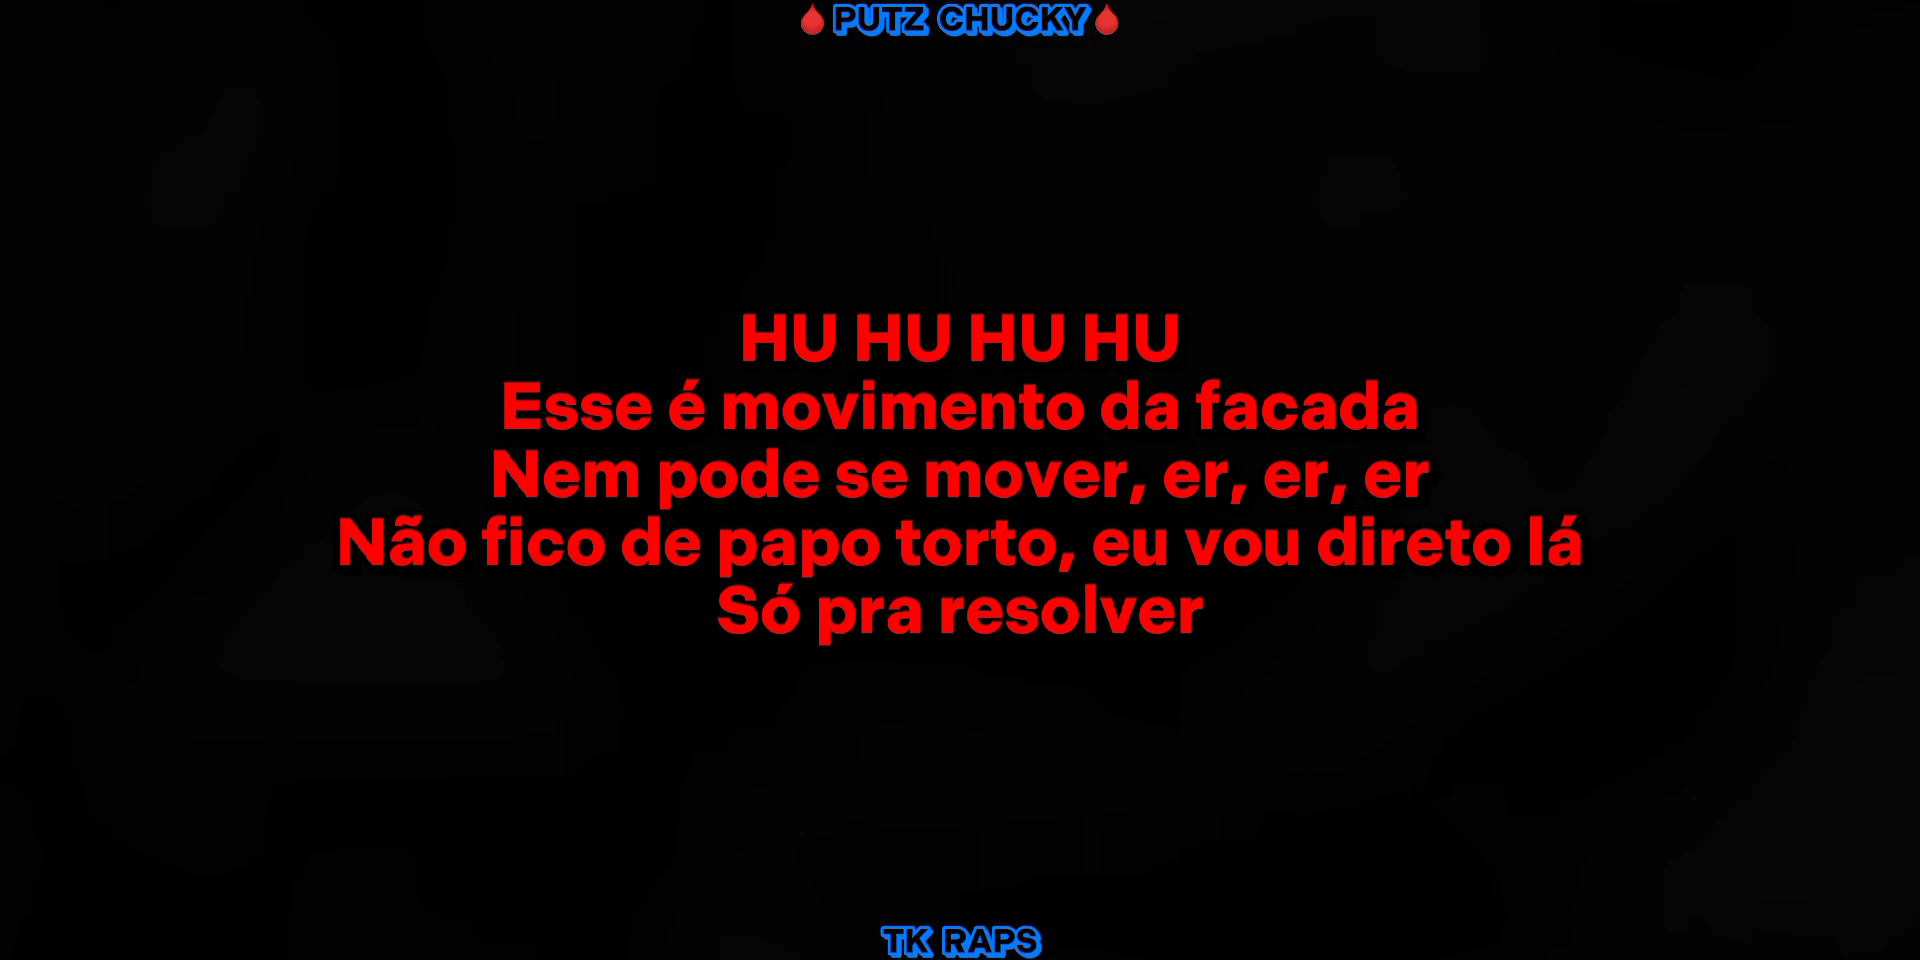 🩸PUTZ CHUCKY🩸
HU HU HU HU
Esse é movimento da facada
Nem pode se mover, er, er, er
Não fico de papo torto, eu vou direto lá
Só pra resolver
TK RAPS